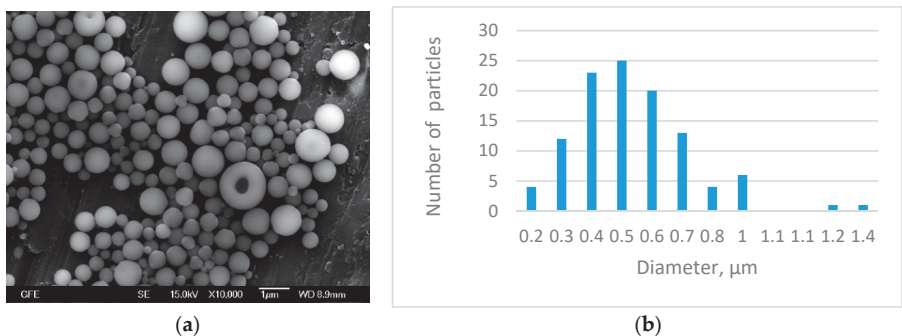 GFE SE 15.0kV X10,000 1µm WD 8.9mm
(a)
Number of particles
30
25
20
15
10
5
0
0.2 0.3 0.4 0.5 0.6 0.7 0.8 1 1.1 1.1 1.2 1.4
Diameter, µm
(b)